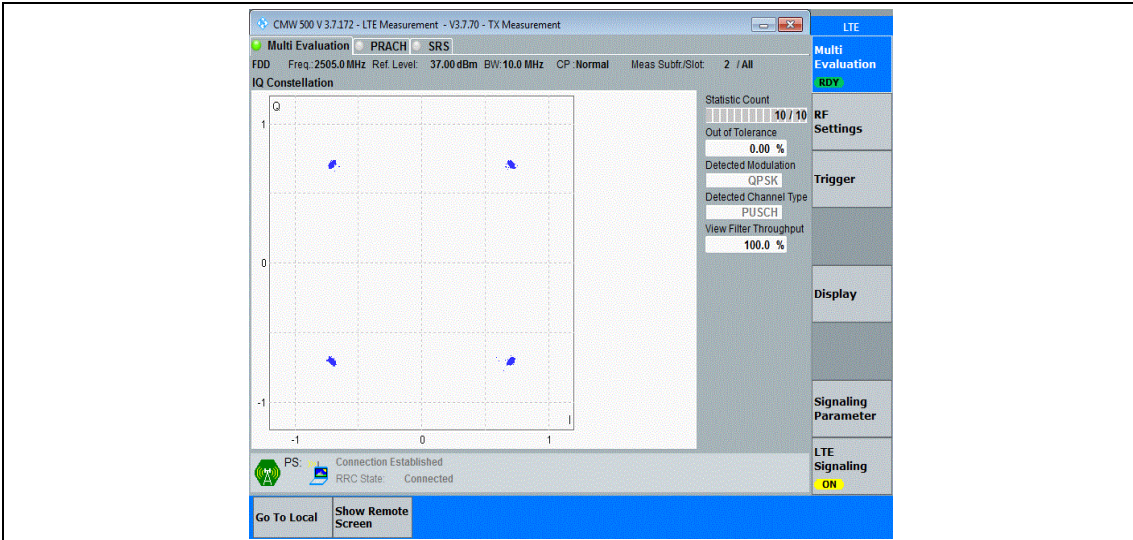 CMW 500 V 3.7.172 - LTE Measurement - V3.7.70 - TX Measurement
LTE
Multi Evaluation PRACH SRS
FDD Freq.:2505.0 MHz Ref. Level: 37.00 dBm BW:10.0 MHz CP :Normal Meas Subfr./Slot: 2 / All
IQ Constellation
Q
1
0
-1
I
-1 0 1
Statistic Count
10 / 10
Out of Tolerance
0.00 %
Detected Modulation
QPSK
Detected Channel Type
PUSCH
View Filter Throughput
100.0 %
Multi
Evaluation
RDY
RF
Settings
Trigger
Display
Signaling
Parameter
LTE
Signaling
ON
PS: Connection Established
RRC State: Connected
Go To Local
Show Remote
Screen